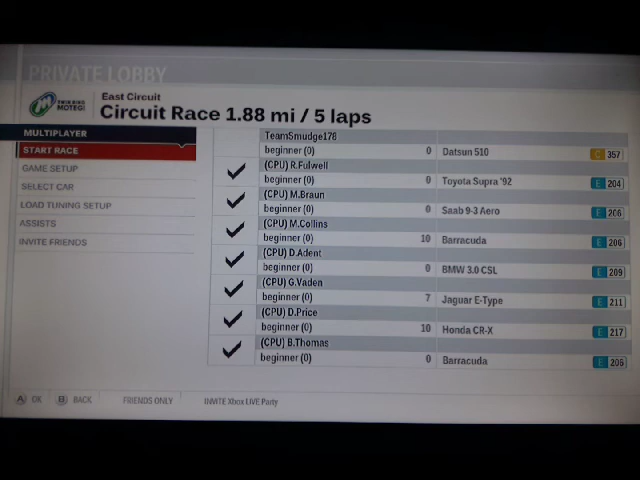 PRIVATE LOBBY
TWIN RING
MOTEGI
East Circuit
Circuit Race 1.88 mi / 5 laps
MULTIPLAYER
START RACE
GAME SETUP
SELECT CAR
LOAD TUNING SETUP
ASSISTS
INVITE FRIENDS
TeamSmudge178
beginner (0) 0 Datsun 510 C 357
(CPU) R.Fulwell
beginner (0) 0 Toyota Supra '92 E 204
(CPU) M.Braun
beginner (0) 0 Saab 9-3 Aero E 206
(CPU) M.Collins
beginner (0) 10 Barracuda E 206
(CPU) D.Adent
beginner (0) 0 BMW 3.0 CSL E 209
(CPU) G.Vaden
beginner (0) 7 Jaguar E-Type E 211
(CPU) D.Price
beginner (0) 10 Honda CR-X E 217
(CPU) B.Thomas
beginner (0) 0 Barracuda E 206
A OK B BACK FRIENDS ONLY INVITE Xbox LIVE Party